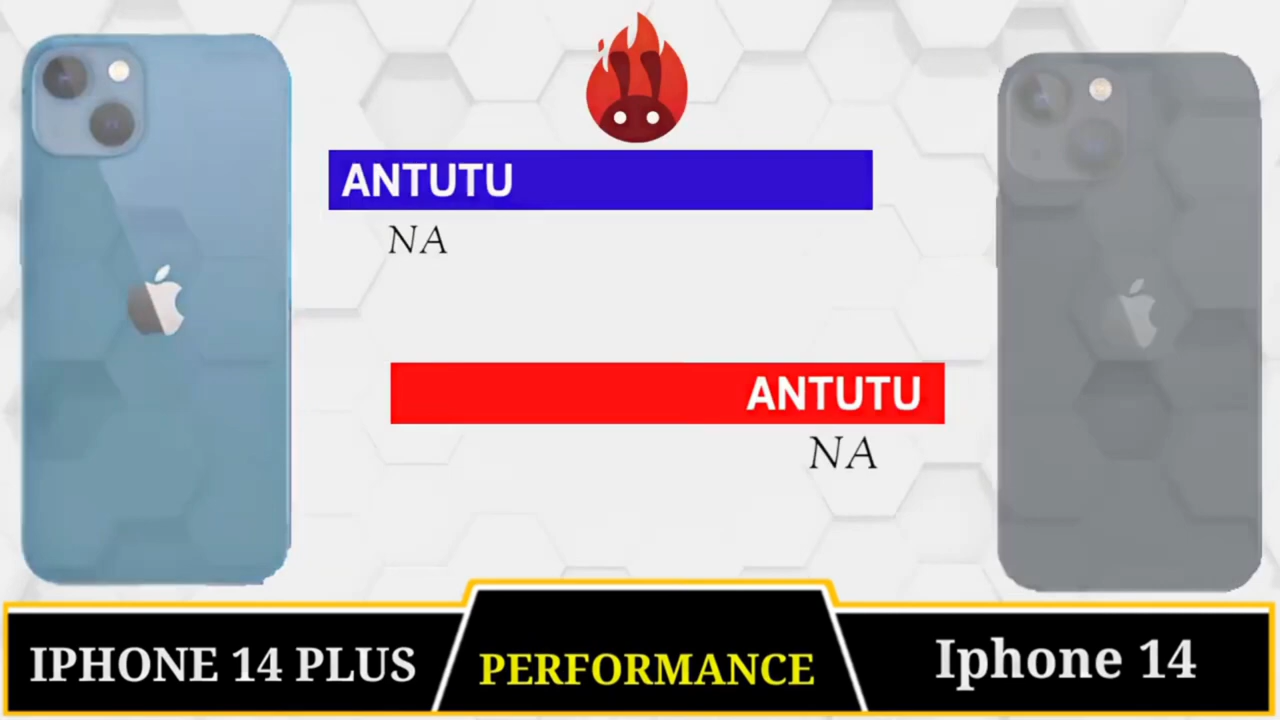 ANTUTU
NA
ANTUTU
NA
IPHONE 14 PLUS
PERFORMANCE
Iphone 14